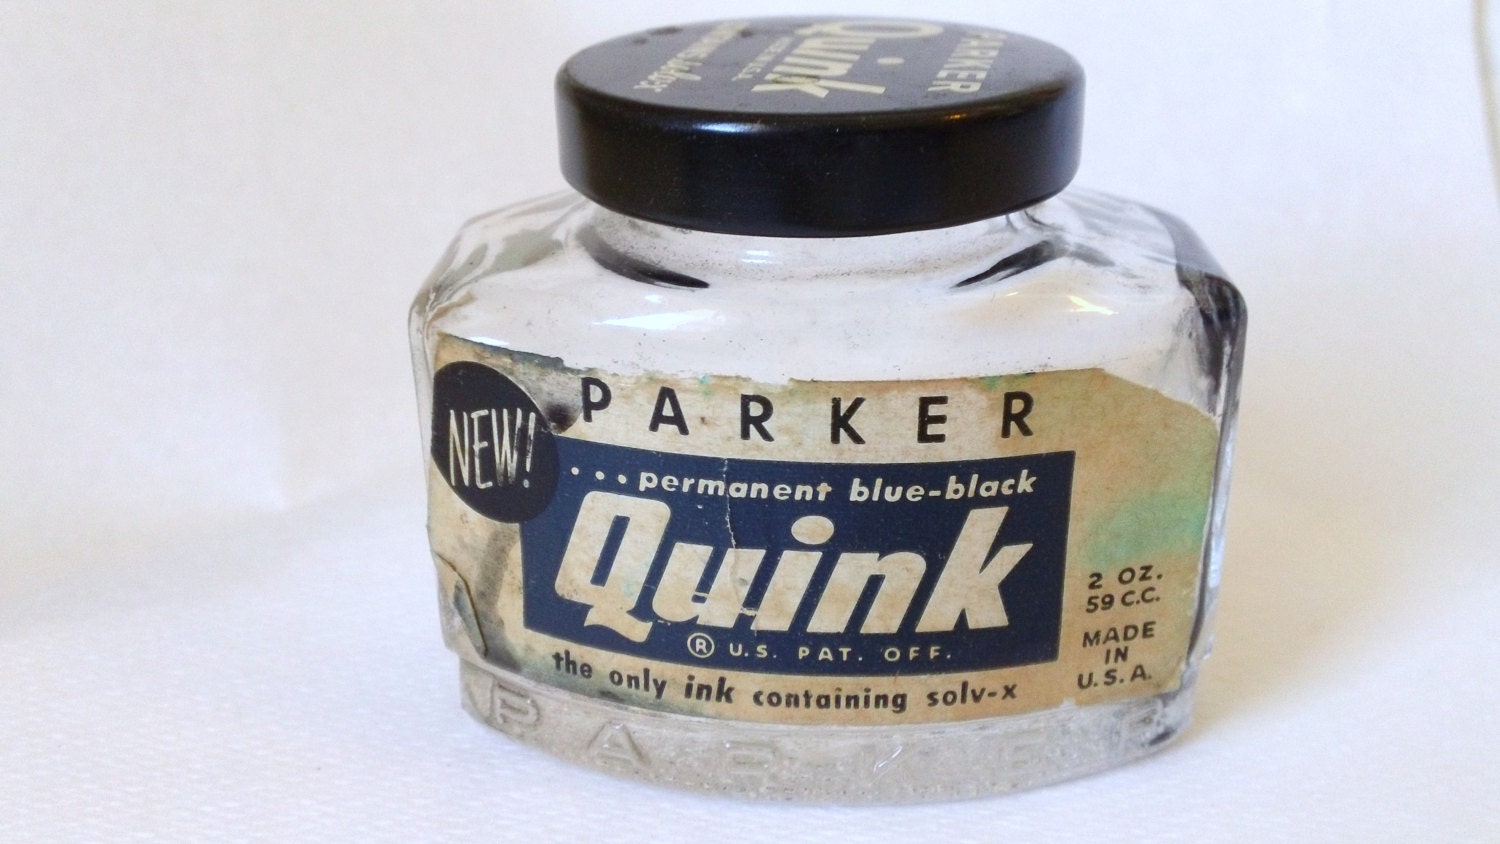 PARKER
Quink
NEW!
PARKER
...permanent blue-black
Quink
® U.S. PAT. OFF.
the only ink containing solv-x
2 OZ.
59 C.C.
MADE
IN
U.S.A.
PARKER